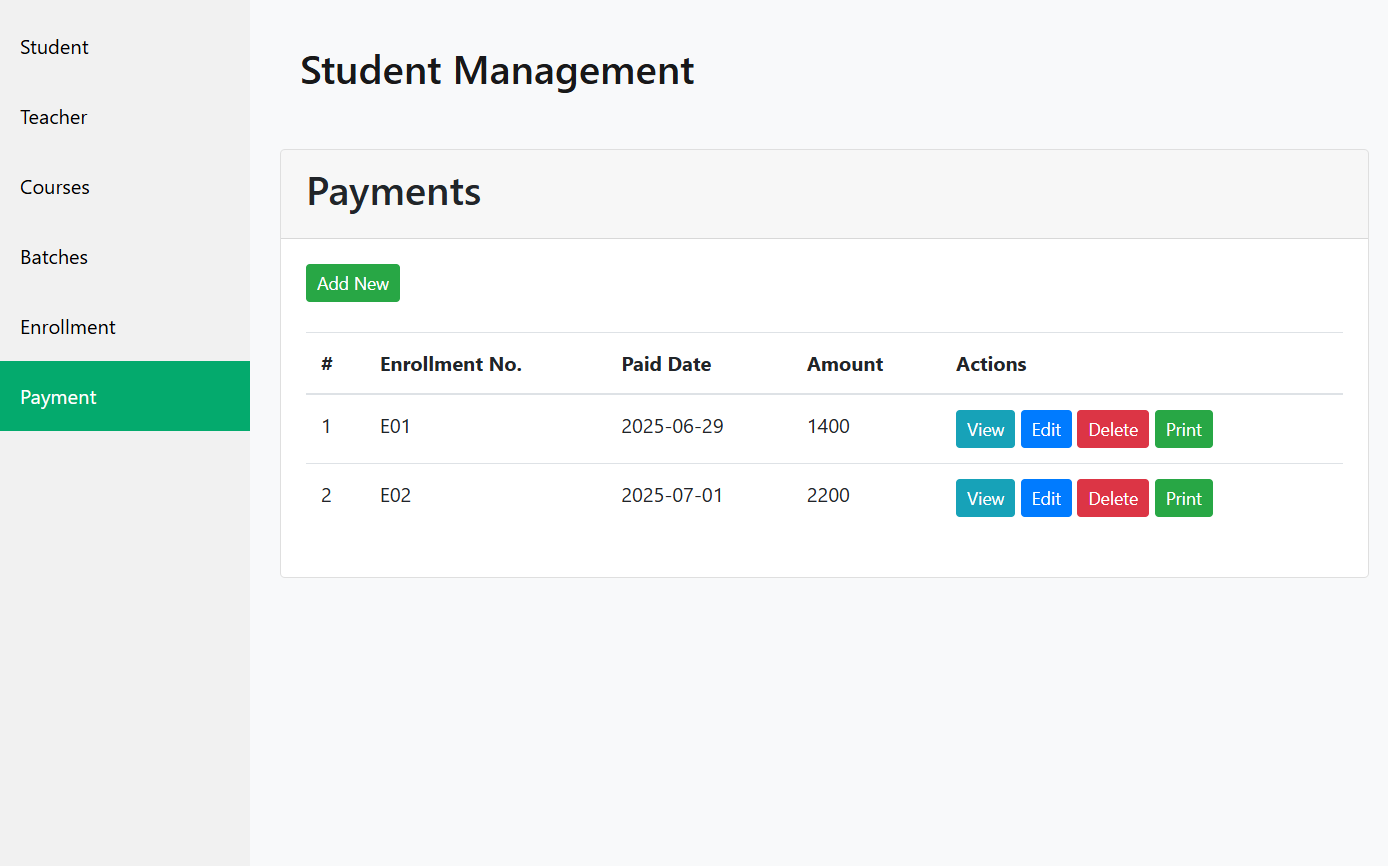 Student
Teacher
Courses
Batches
Enrollment
Payment
Student Management
Payments
Add New
# Enrollment No. Paid Date Amount Actions
1 E01 2025-06-29 1400 View Edit Delete Print
2 E02 2025-07-01 2200 View Edit Delete Print